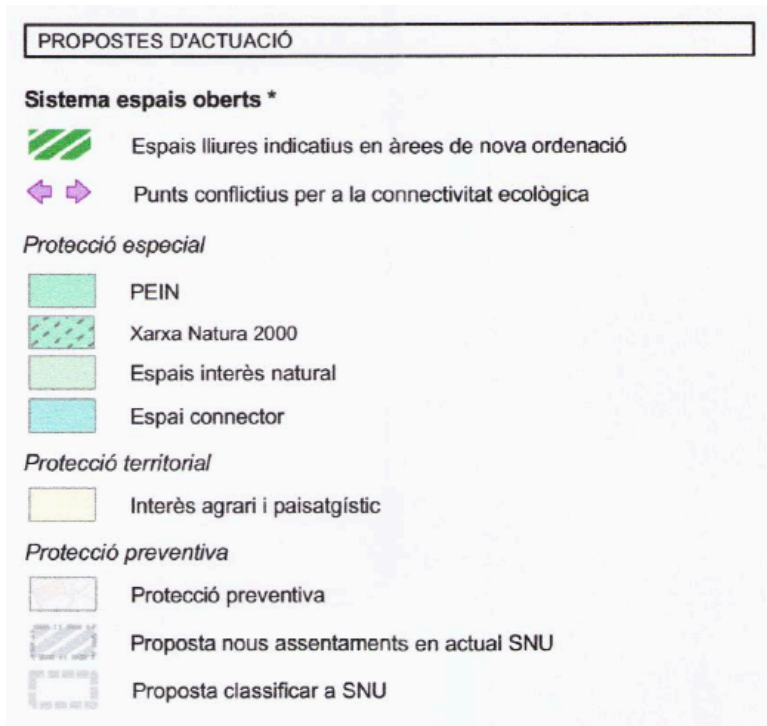 PROPOSTES D'ACTUACIÓ
Sistema espais oberts *
Espais lliures indicatius en àrees de nova ordenació
Punts conflictius per a la connectivitat ecològica
Protecció especial
PEIN
Xarxa Natura 2000
Espais interès natural
Espai connector
Protecció territorial
Interès agrari i paisatgístic
Protecció preventiva
Protecció preventiva
Proposta nous assentaments en actual SNU
Proposta classificar a SNU